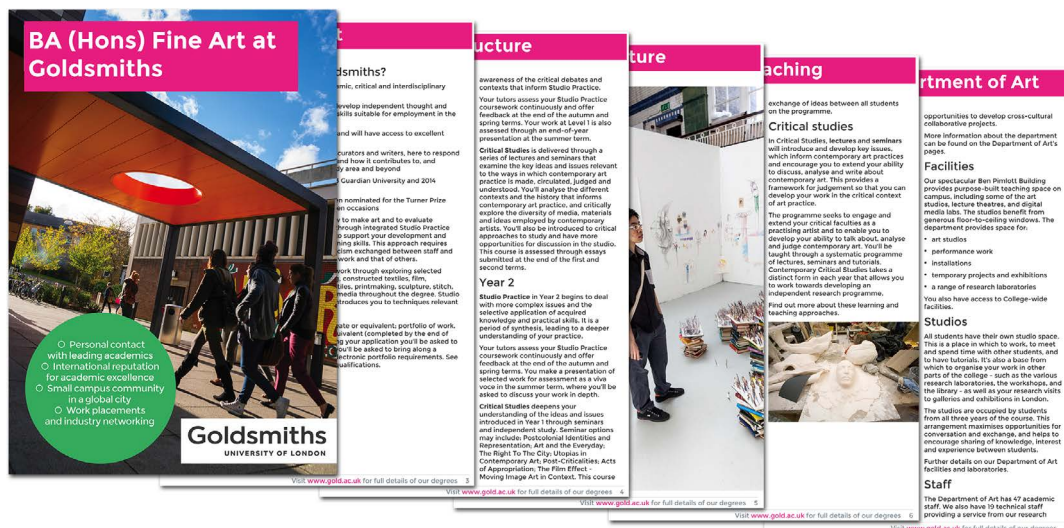 BA (Hons) Fine Art at
Goldsmiths
Personal contact
with leading academics
International reputation
for academic excellence
Small campus community
in a global city
Work placements
and industry networking
Goldsmiths
UNIVERSITY OF LONDON
dsmiths?
emic, critical and interdisciplinary
evelop independent thought and
skills suitable for employment in the
and will have access to excellent
curators and writers, here to respond
and how it contributes to, and
dy area and beyond
Guardian University and 2014
n nominated for the Turner Prize
en occasions
to make art and to evaluate
hrough integrated Studio Practice
o support your development and
ning skills. This approach requires
cism exchanged between staff and
work and that of others.
work through exploring selected
constructed textiles, film,
tiles, printmaking, sculpture, stitch,
media throughout the degree. Studio
troduces you to techniques relevant
ate or equivalent; portfolio of work.
uivalent (completed by the end of
g your application you'll be asked to
ou'll be asked to bring along a
ectronic portfolio requirements. See
ualifications.
Visit www.gold.ac.uk for full details of our degrees 3
ucture
awareness of the critical debates and
contexts that inform Studio Practice.
Your tutors assess your Studio Practice
coursework continuously and offer
feedback at the end of the autumn and
spring terms. Your work at Level 1 is also
assessed through an end-of-year
presentation at the summer term.
Critical Studies is delivered through a
series of lectures and seminars that
examine the key ideas and issues relevant
to the ways in which contemporary art
practice is made, circulated, judged and
understood. You'll analyse the different
contexts and the history that informs
contemporary art practice, and critically
explore the diversity of media, materials
and ideas employed by contemporary
artists. You'll also be introduced to critical
approaches to study and have more
opportunities for discussion in the studio.
This course is assessed through essays
submitted at the end of the first and
second terms.
Year 2
Studio Practice in Year 2 begins to deal
with more complex issues and the
selective application of acquired
knowledge and practical skills. It is a
period of synthesis, leading to a deeper
understanding of your practice.
Your tutors assess your Studio Practice
coursework continuously and offer
feedback at the end of the autumn and
spring terms. You make a presentation of
selected work for assessment as a viva
voce in the summer term, where you'll be
asked to discuss your work in depth.
Critical Studies deepens your
understanding of the ideas and issues
introduced in Year 1 through seminars
and independent study. Seminar options
may include: Postcolonial Identities and
Representation; Art and the Everyday;
The Right To The City; Utopias in
Contemporary Art; Post-Criticalities; Acts
of Appropriation; The Film Effect -
Moving Image Art in Context. This course
Visit www.gold.ac.uk for full details of our degrees 4
ture
Visit www.gold.ac.uk for full details of our degrees 5
aching
exchange of ideas between all students
on the programme.
Critical studies
In Critical Studies, lectures and seminars
will introduce and develop key issues,
which inform contemporary art practices
and encourage you to extend your ability
to discuss, analyse and write about
contemporary art. This provides a
framework for judgement so that you can
develop your work in the critical context
of art practice.
The programme seeks to engage and
extend your critical faculties as a
practising artist and to enable you to
develop your ability to talk about, analyse
and judge contemporary art. You'll be
taught through a systematic programme
of lectures, seminars and tutorials.
Contemporary Critical Studies takes a
distinct form in each year that allows you
to work towards developing an
independent research programme.
Find out more about these learning and
teaching approaches.
Visit www.gold.ac.uk for full details of our degrees 6
rtment of Art
opportunities to develop cross-cultural
collaborative projects.
More information about the department
can be found on the Department of Art's
pages.
Facilities
Our spectacular Ben Pimlott Building
provides purpose-built teaching space on
campus, including some of the art
studios, lecture theatres, and digital
media labs. The studios benefit from
generous floor-to-ceiling windows. The
department provides space for:
• art studios
• performance work
• installations
• temporary projects and exhibitions
• a range of research laboratories
You also have access to College-wide
facilities.
Studios
All students have their own studio space.
This is a place in which to work, to meet
and spend time with other students, and
to have tutorials. It's also a base from
which to organise your work in other
parts of the college - such as the various
research laboratories, the workshops, and
the library - as well as your research visits
to galleries and exhibitions in London.
The studios are occupied by students
from all three years of the course. This
arrangement maximises opportunities for
conversation and exchange, and helps to
encourage sharing of knowledge, interest
and experience between students.
Further details on our Department of Art
facilities and laboratories.
Staff
The Department of Art has 47 academic
staff. We also have 19 technical staff
providing a service from our research
Visit www.gold.ac.uk for full details of our degrees